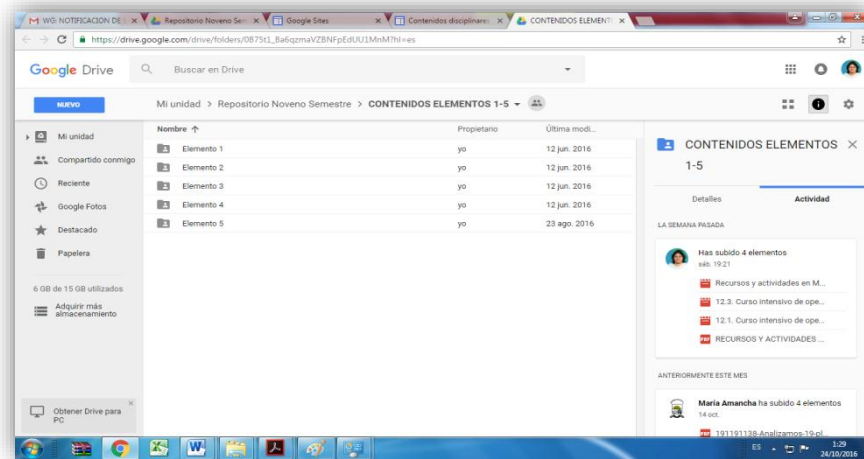 WG: NOTIFICACION DE
Repositorio Noveno Sem
Google Sites
Contenidos disciplinares
CONTENIDOS ELEMENT
https://drive.google.com/drive/folders/0B75t1_Ba6qzmaVZBNFpEdUU1MnM?hl=es
Google Drive
Buscar en Drive
NUEVO
Mi unidad > Repositorio Noveno Semestre > CONTENIDOS ELEMENTOS 1-5
Mi unidad
Compartido conmigo
Reciente
Google Fotos
Destacado
Papelera
6 GB de 15 GB utilizados
Adquirir más
almacenamiento
Obtener Drive para
PC
Nombre Propietario Última modi...
Elemento 1 yo 12 jun. 2016
Elemento 2 yo 12 jun. 2016
Elemento 3 yo 12 jun. 2016
Elemento 4 yo 12 jun. 2016
Elemento 5 yo 23 ago. 2016
CONTENIDOS ELEMENTOS
1-5
Detalles Actividad
LA SEMANA PASADA
Has subido 4 elementos
sáb. 19:21
Recursos y actividades en M...
12.3. Curso intensivo de ope...
12.1. Curso intensivo de ope...
PDF RECURSOS Y ACTIVIDADES ...
ANTERIORMENTE ESTE MES
María Amancha ha subido 4 elementos
14 oct.
PDF 191191138-Analizamos-19-pl...
ES 1:29
24/10/2016